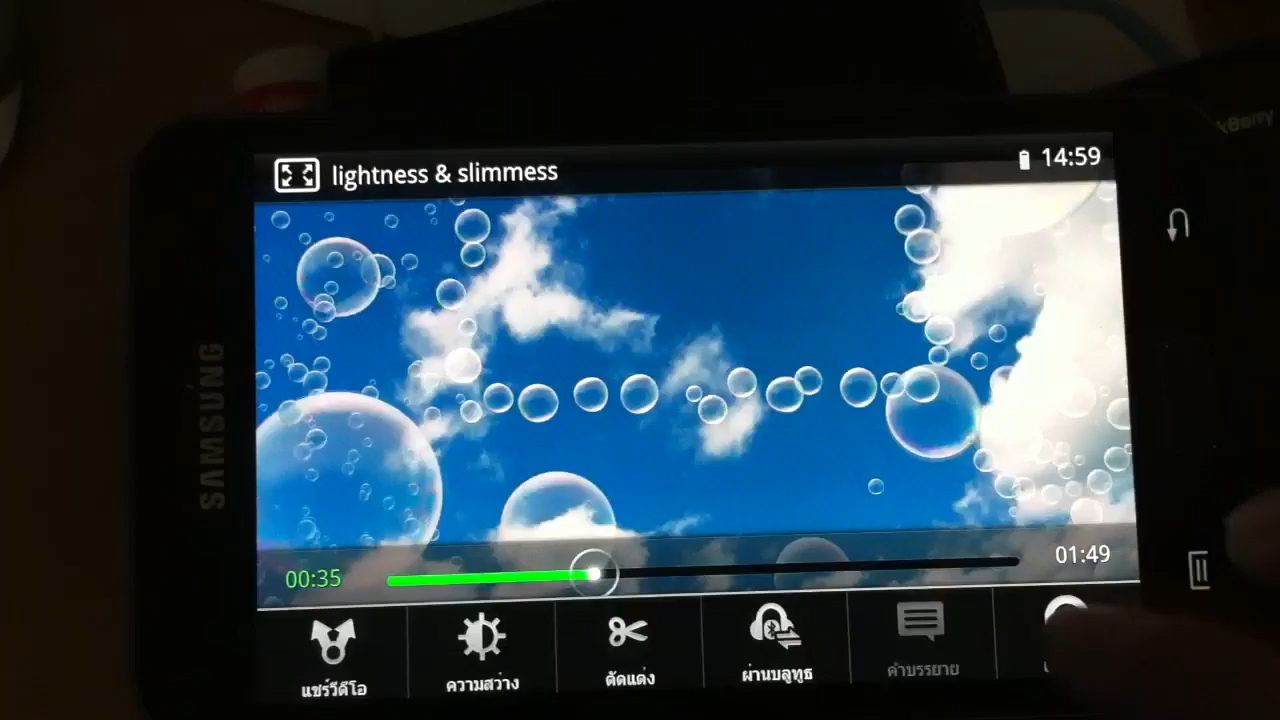 kBerry
lightness & slimmess
14:59
SAMSUNG
00:35
01:49
แชร์วีดีโอ
ความสว่าง
ตัดแต่ง
ผ่านบลูทูธ
คำบรรยาย